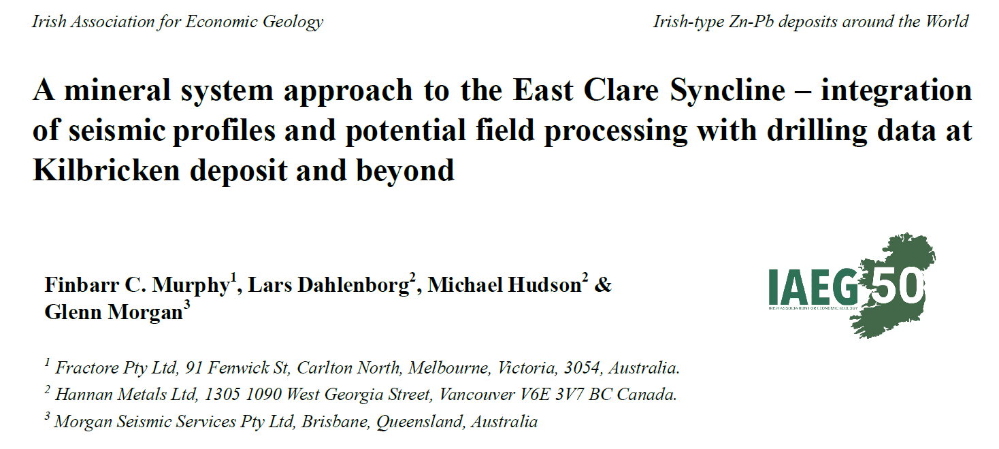 Irish Association for Economic Geology
Irish-type Zn-Pb deposits around the World
A mineral system approach to the East Clare Syncline – integration
of seismic profiles and potential field processing with drilling data at
Kilbricken deposit and beyond
Finbarr C. Murphy1, Lars Dahlenborg2, Michael Hudson2 &
Glenn Morgan3
IAEG 50
IRISH ASSOCIATION FOR ECONOMIC GEOLOGY
1 Fractore Pty Ltd, 91 Fenwick St, Carlton North, Melbourne, Victoria, 3054, Australia.
2 Hannan Metals Ltd, 1305 1090 West Georgia Street, Vancouver V6E 3V7 BC Canada.
3 Morgan Seismic Services Pty Ltd, Brisbane, Queensland, Australia